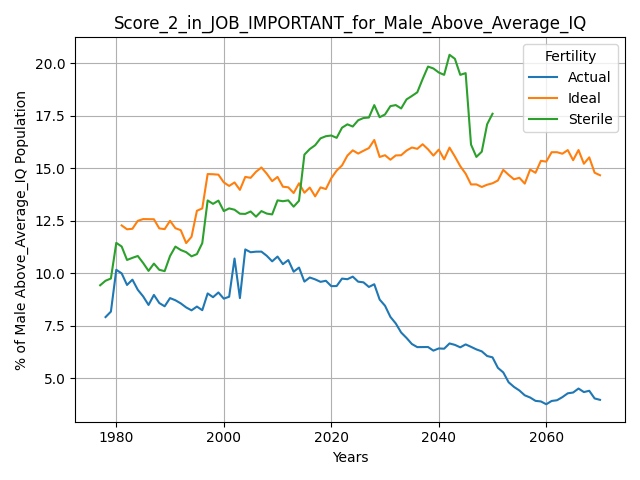 Score_2_in_JOB_IMPORTANT_for_Male_Above_Average_IQ
% of Male Above_Average_IQ Population
20.0
17.5
15.0
12.5
10.0
7.5
5.0
Fertility
Actual
Ideal
Sterile
1980
2000
2020
2040
2060
Years